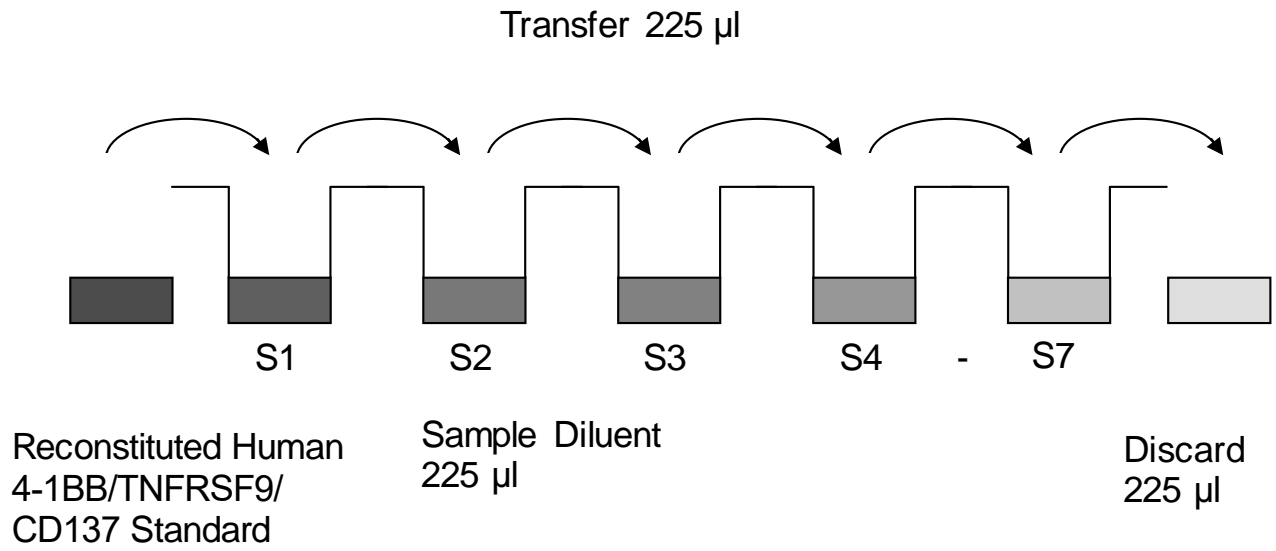 Transfer 225 µl
S1 S2 S3 S4 - S7
Reconstituted Human
4-1BB/TNFRSF9/
CD137 Standard
Sample Diluent
225 µl
Discard
225 µl